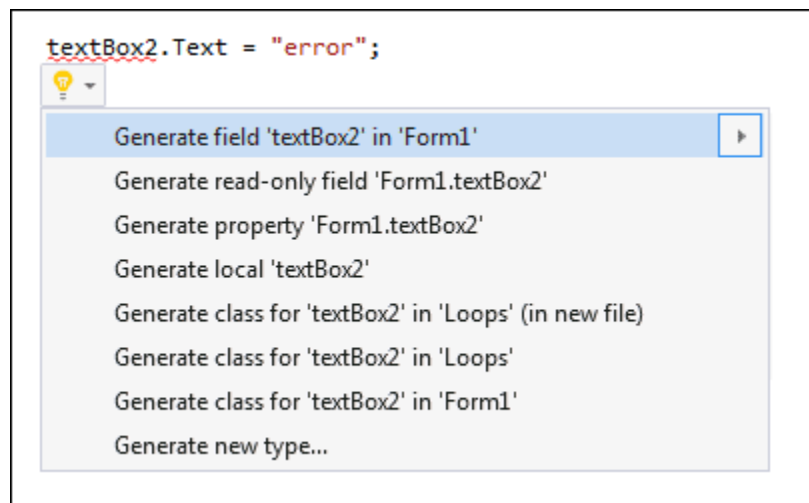 textBox2.Text = "error";
Generate field 'textBox2' in 'Form1'
Generate read-only field 'Form1.textBox2'
Generate property 'Form1.textBox2'
Generate local 'textBox2'
Generate class for 'textBox2' in 'Loops' (in new file)
Generate class for 'textBox2' in 'Loops'
Generate class for 'textBox2' in 'Form1'
Generate new type...